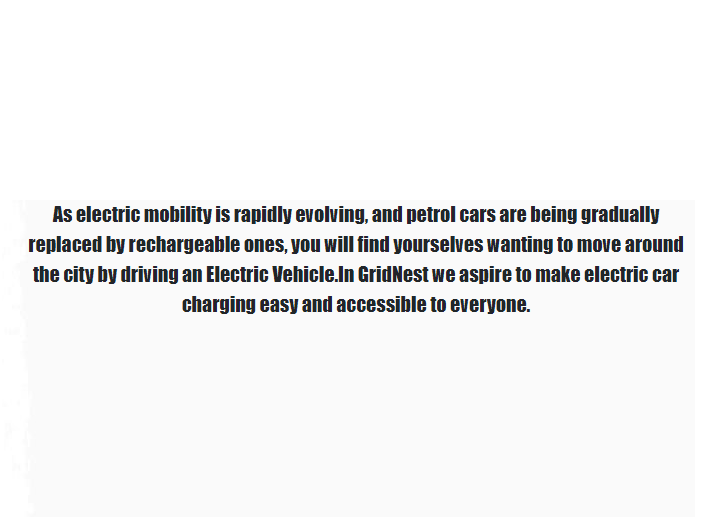 As electric mobility is rapidly evolving, and petrol cars are being gradually
replaced by rechargeable ones, you will find yourselves wanting to move around
the city by driving an Electric Vehicle.In GridNest we aspire to make electric car
charging easy and accessible to everyone.